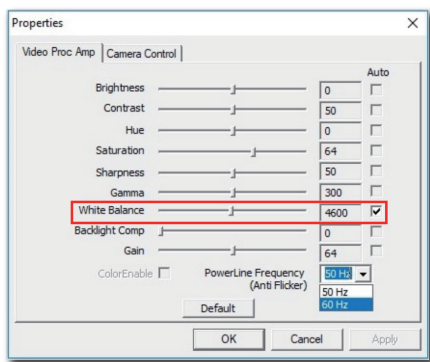 Properties
Video Proc Amp Camera Control
Auto
Brightness 0
Contrast 50
Hue 0
Saturation 64
Sharpness 50
Gamma 300
White Balance 4600
Backlight Comp 0
Gain 64
ColorEnable PowerLine Frequency 50 Hz
(Anti Flicker) 50 Hz
60 Hz
Default
OK Cancel Apply